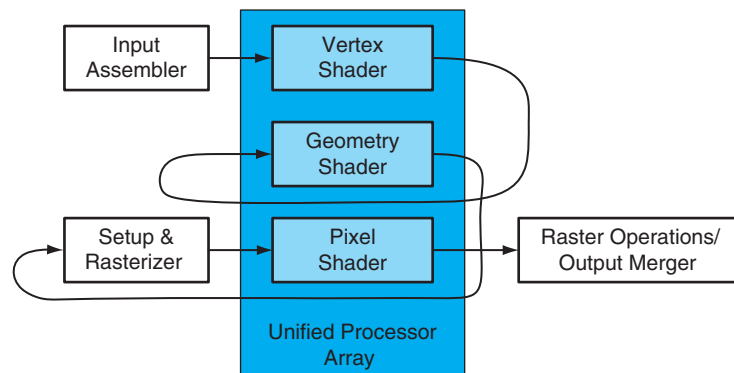 Input
Assembler
Vertex
Shader
Geometry
Shader
Setup &
Rasterizer
Pixel
Shader
Raster Operations/
Output Merger
Unified Processor
Array